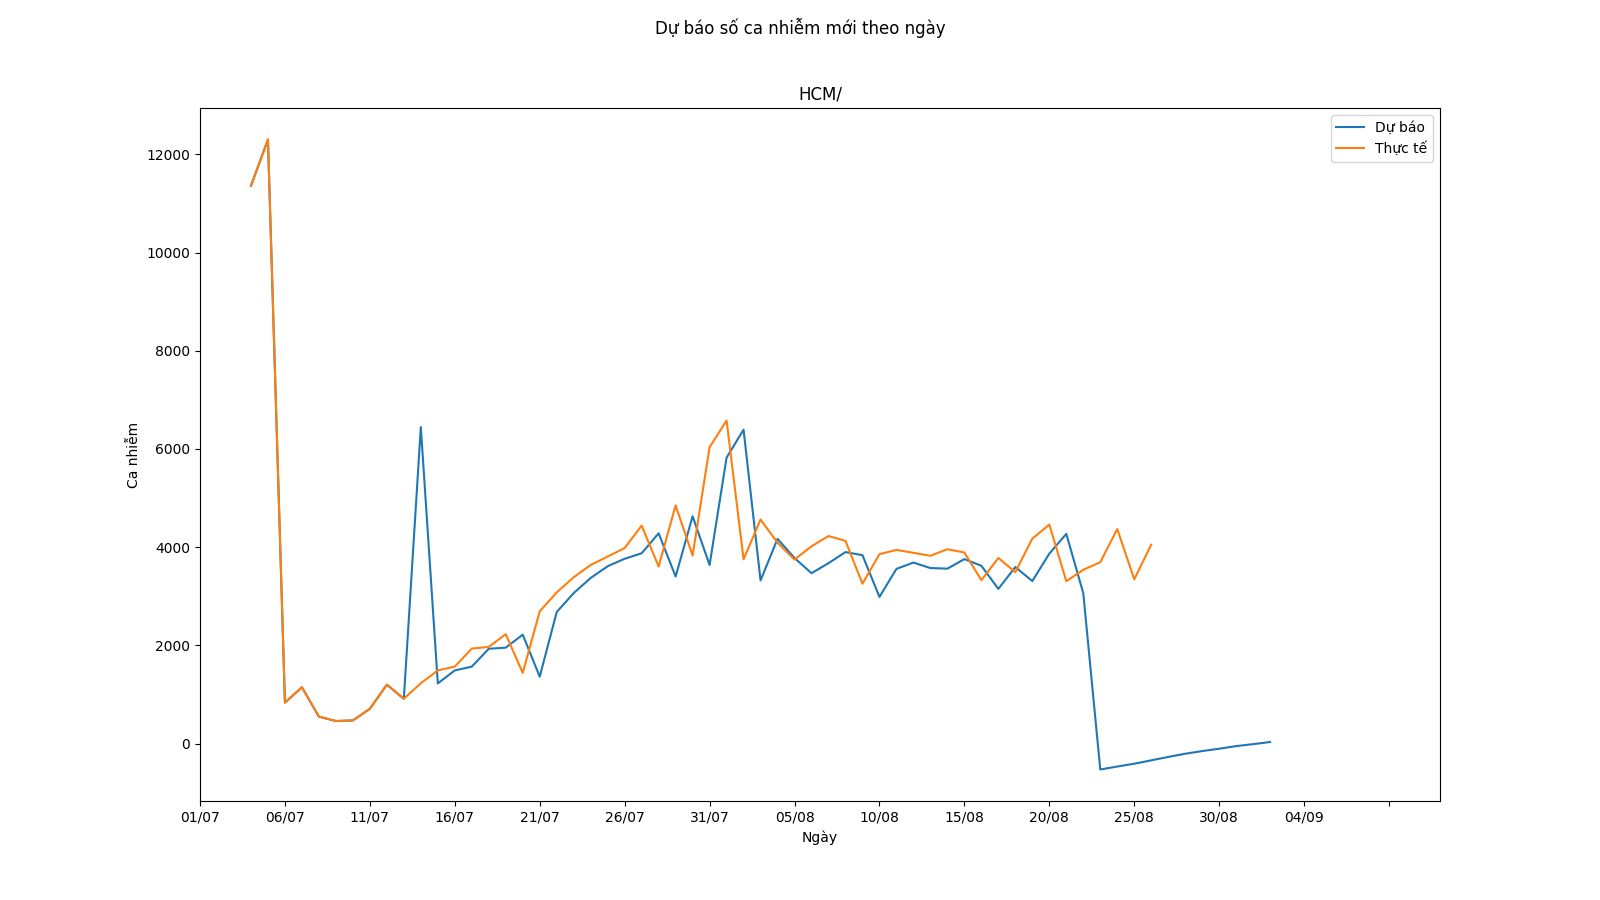 Dự báo số ca nhiễm mới theo ngày
HCM/
Dự báo
Thực tế
12000
10000
8000
6000
4000
2000
0
Ca nhiễm
01/07 06/07 11/07 16/07 21/07 26/07 31/07 05/08 10/08 15/08 20/08 25/08 30/08 04/09
Ngày